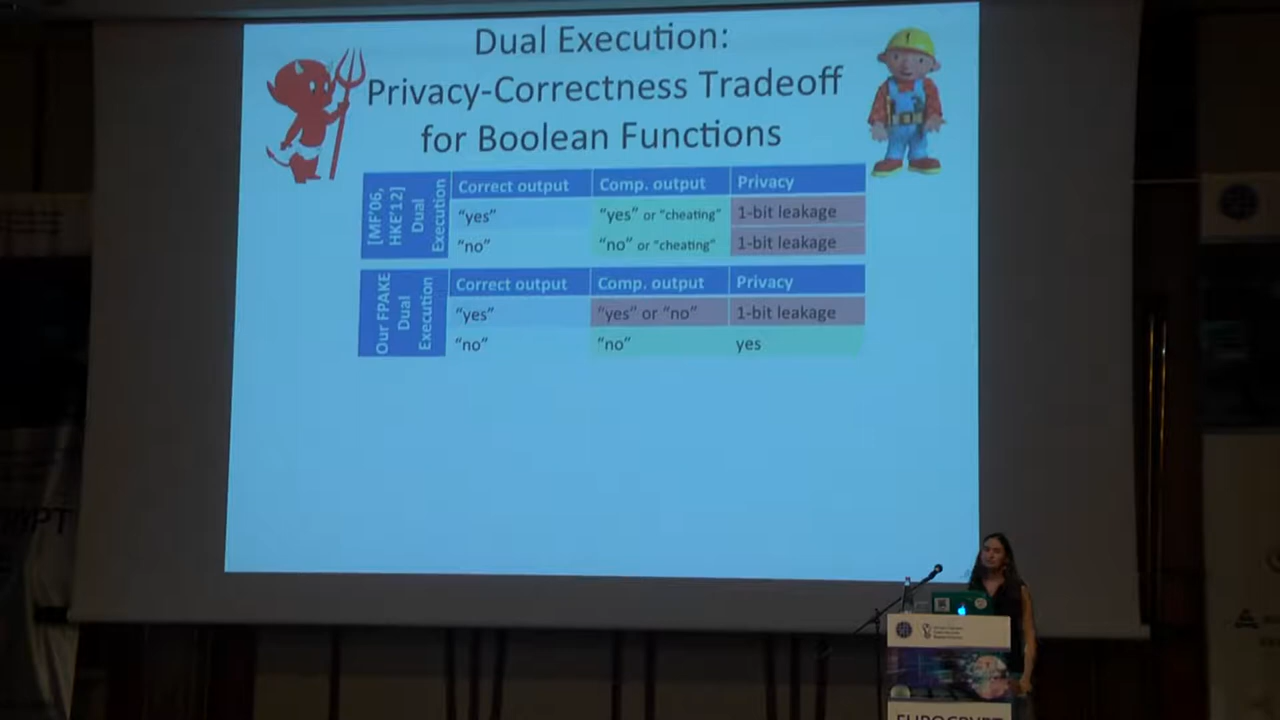 Dual Execution:
Privacy-Correctness Tradeoff
for Boolean Functions
[MF'06,
HKE'12]
Dual
Execution
Correct output Comp. output Privacy
"yes" "yes" or "cheating" 1-bit leakage
"no" "no" or "cheating" 1-bit leakage
Our FPAKE
Dual
Execution
Correct output Comp. output Privacy
"yes" "yes" or "no" 1-bit leakage
"no" "no" yes
EUROCRYPT